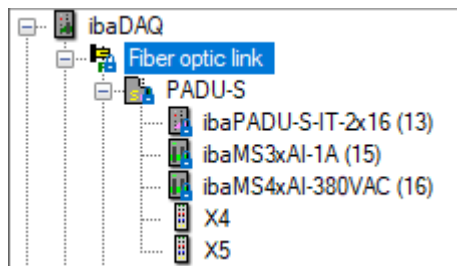 ibaDAQ
Fiber optic link
PADU-S
ibaPADU-S-IT-2x16 (13)
ibaMS3xAI-1A (15)
ibaMS4xAI-380VAC (16)
X4
X5